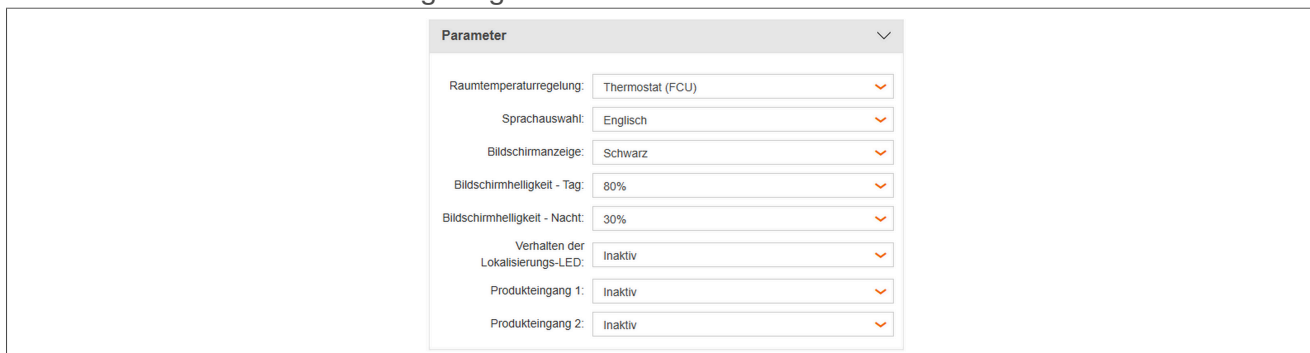 Parameter
Raumtemperaturregelung: Thermostat (FCU)
Sprachauswahl: Englisch
Bildschirmanzeige: Schwarz
Bildschirmhelligkeit - Tag: 80%
Bildschirmhelligkeit - Nacht: 30%
Verhalten der
Lokalisierungs-LED: Inaktiv
Produkteingang 1: Inaktiv
Produkteingang 2: Inaktiv